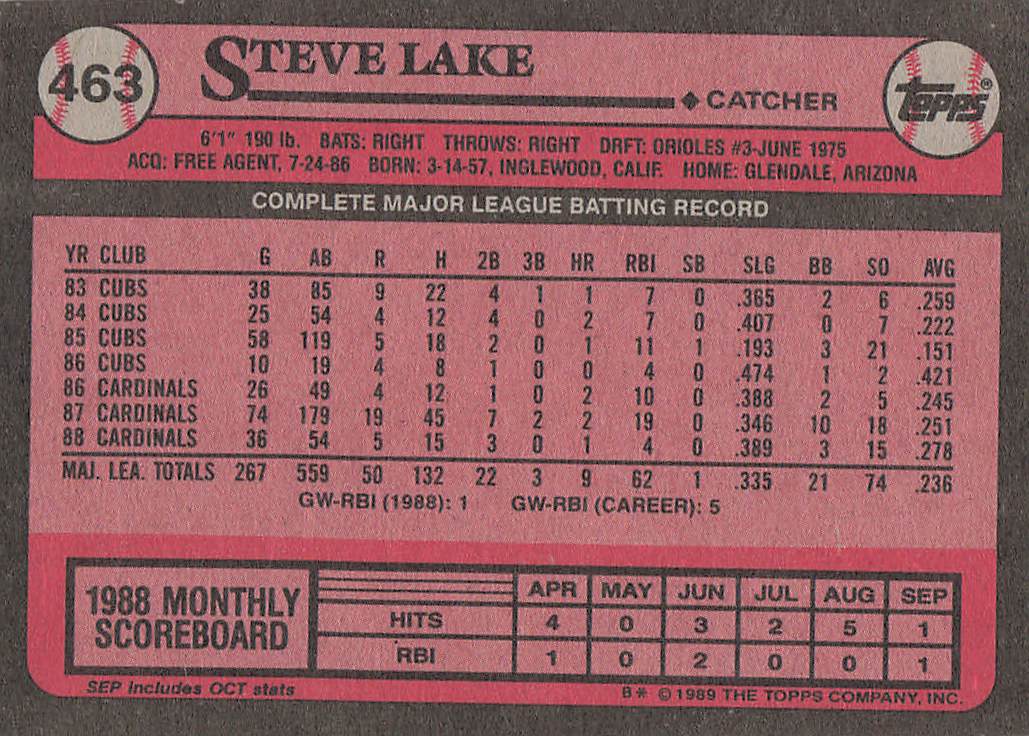 463
STEVE LAKE
◆ CATCHER
Topps®
6'1" 190 lb. BATS: RIGHT THROWS: RIGHT DRFT: ORIOLES #3-JUNE 1975
ACQ: FREE AGENT, 7-24-86 BORN: 3-14-57, INGLEWOOD, CALIF. HOME: GLENDALE, ARIZONA
COMPLETE MAJOR LEAGUE BATTING RECORD
YR CLUB G AB R H 2B 3B HR RBI SB SLG BB SO AVG
83 CUBS 38 85 9 22 4 1 1 7 0 .365 2 6 .259
84 CUBS 25 54 4 12 4 0 2 7 0 .407 0 7 .222
85 CUBS 58 119 5 18 2 0 1 11 1 .193 3 21 .151
86 CUBS 10 19 4 8 1 0 0 4 0 .474 1 2 .421
86 CARDINALS 26 49 4 12 1 0 2 10 0 .388 2 5 .245
87 CARDINALS 74 179 19 45 7 2 2 19 0 .346 10 18 .251
88 CARDINALS 36 54 5 15 3 0 1 4 0 .389 3 15 .278
MAJ. LEA. TOTALS 267 559 50 132 22 3 9 62 1 .335 21 74 .236
GW-RBI (1988): 1 GW-RBI (CAREER): 5
1988 MONTHLY
SCOREBOARD
APR MAY JUN JUL AUG SEP
HITS 4 0 3 2 5 1
RBI 1 0 2 0 0 1
SEP includes OCT stats
B* © 1989 THE TOPPS COMPANY, INC.